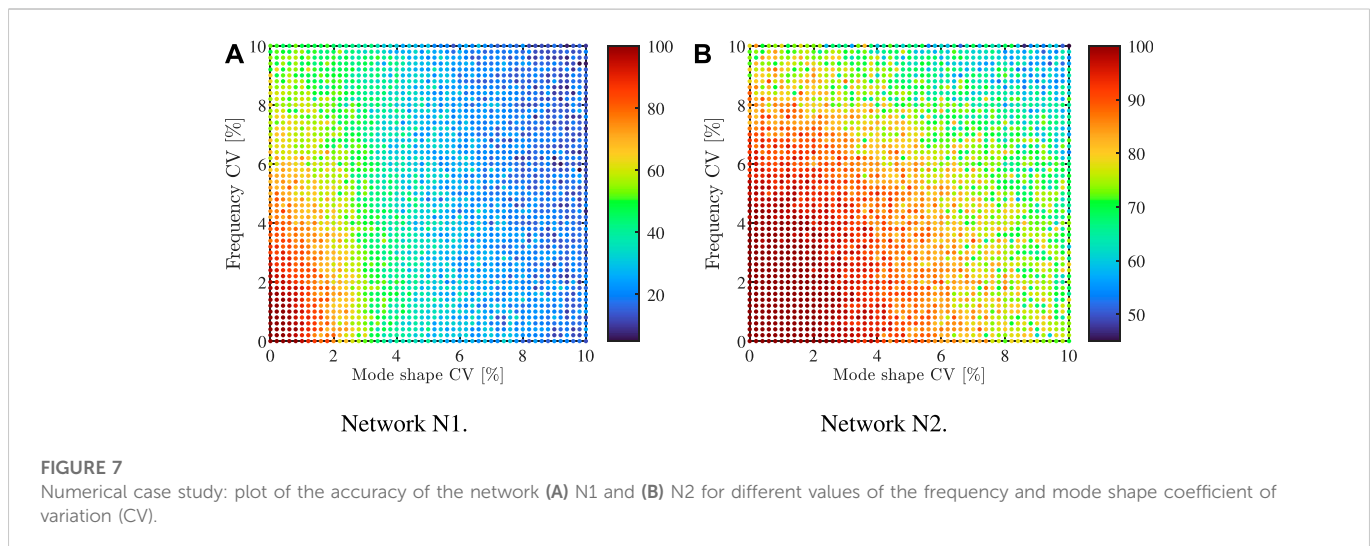 A
10
8
6
4
2
0
Frequency CV [%]
0 2 4 6 8 10
Mode shape CV [%]
100
80
60
40
20
Network N1.
B
10
8
6
4
2
0
Frequency CV [%]
0 2 4 6 8 10
Mode shape CV [%]
100
90
80
70
60
50
Network N2.
FIGURE 7
Numerical case study: plot of the accuracy of the network (A) N1 and (B) N2 for different values of the frequency and mode shape coefficient of
variation (CV).